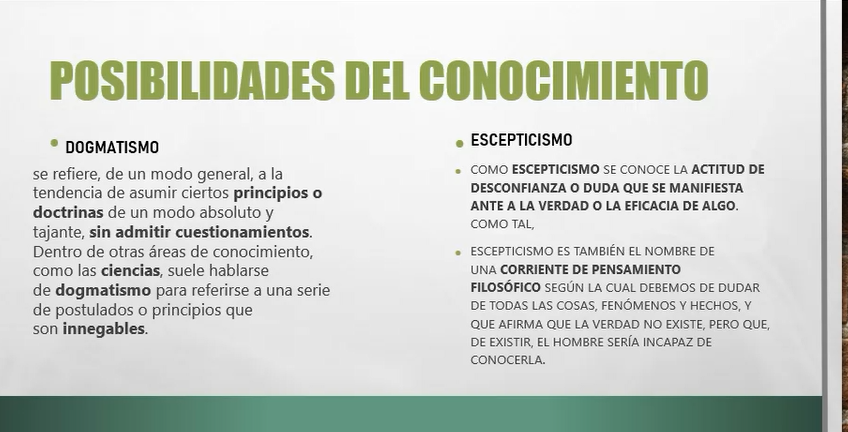 POSIBILIDADES DEL CONOCIMIENTO
• DOGMATISMO
se refiere, de un modo general, a la
tendencia de asumir ciertos principios o
doctrinas de un modo absoluto y
tajante, sin admitir cuestionamientos.
Dentro de otras áreas de conocimiento,
como las ciencias, suele hablarse
de dogmatismo para referirse a una serie
de postulados o principios que
son innegables.
• ESCEPTICISMO
• COMO ESCEPTICISMO SE CONOCE LA ACTITUD DE
DESCONFIANZA O DUDA QUE SE MANIFIESTA
ANTE A LA VERDAD O LA EFICACIA DE ALGO.
COMO TAL,
• ESCEPTICISMO ES TAMBIÉN EL NOMBRE DE
UNA CORRIENTE DE PENSAMIENTO
FILOSÓFICO SEGÚN LA CUAL DEBEMOS DE DUDAR
DE TODAS LAS COSAS, FENÓMENOS Y HECHOS, Y
QUE AFIRMA QUE LA VERDAD NO EXISTE, PERO QUE,
DE EXISTIR, EL HOMBRE SERÍA INCAPAZ DE
CONOCERLA.